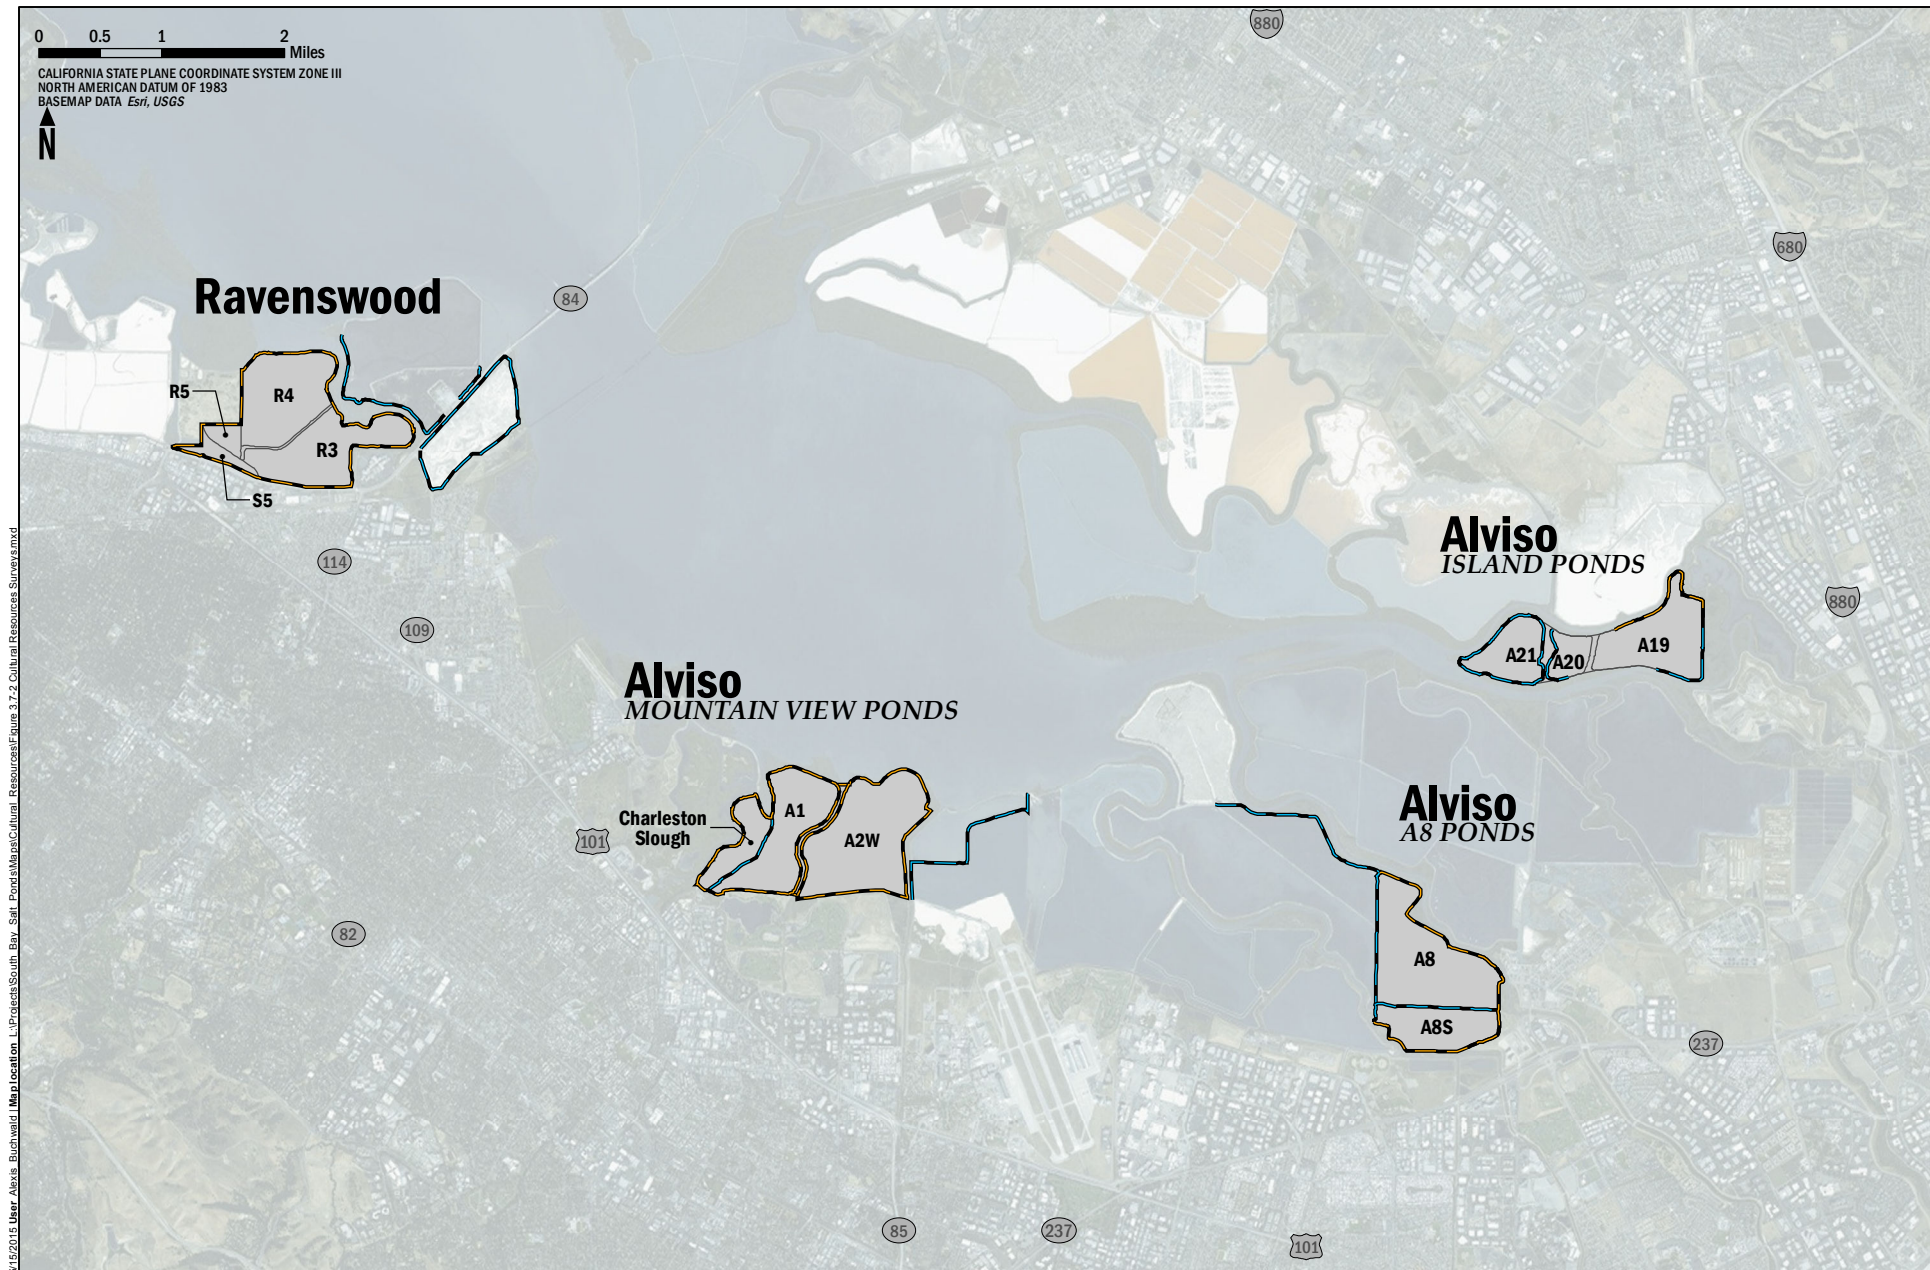 0 0.5 1 2
Miles
CALIFORNIA STATE PLANE COORDINATE SYSTEM ZONE III
NORTH AMERICAN DATUM OF 1983
BASEMAP DATA Esri, USGS
N
880
680
Ravenswood
84
R5
R4
R3
S5
114
109
Alviso
ISLAND PONDS
880
A21
A20
A19
Alviso
MOUNTAIN VIEW PONDS
Charleston
Slough
A1
A2W
101
Alviso
A8 PONDS
A8
A8S
82
237
85
237
101
/15/2015 User Alexis Buchwald | Map location L:\Projects\South Bay Salt Ponds\Maps\Cultural Resources\Figure 3.7-2 Cultural Resources Surveys.mxd